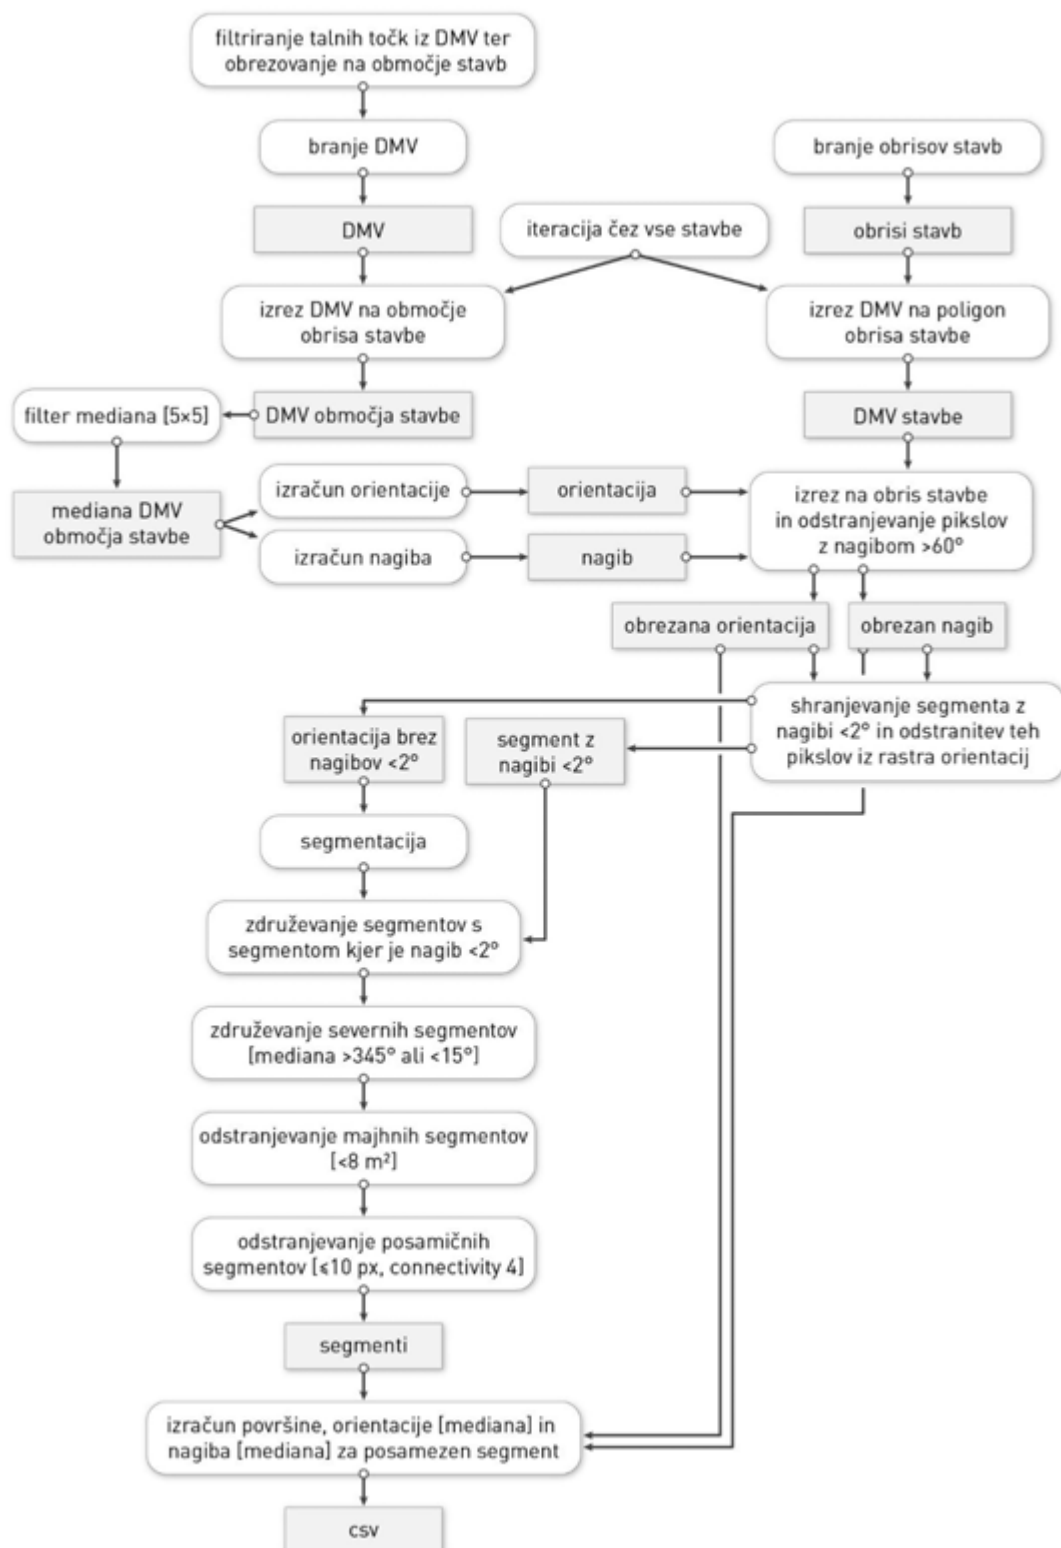 filtriranje talnih točk iz DMV ter
obrezovanje na območje stavb
branje DMV
branje obrisov stavb
DMV
iteracija čez vse stavbe
obrisi stavb
izrez DMV na območje
obrisa stavbe
izrez DMV na poligon
obrisa stavbe
filter mediana [5×5]
DMV območja stavbe
DMV stavbe
mediana DMV
območja stavbe
izračun orientacije
orientacija
izračun nagiba
nagib
izrez na obris stavbe
in odstranjevanje pikslov
z nagibom >60°
obrezana orientacija
obrezan nagib
orientacija brez
nagibov <2°
segment z
nagibi <2°
shranjevanje segmenta z
nagibi <2° in odstranitev teh
pikslov iz rastra orientacij
segmentacija
združevanje segmentov s
segmentom kjer je nagib <2°
združevanje severnih segmentov
[mediana >345° ali <15°]
odstranjevanje majhnih segmentov
[<8 m²]
odstranjevanje posamičnih
segmentov [⩽10 px, connectivity 4]
segmenti
izračun površine, orientacije [mediana] in
nagiba [mediana] za posamezen segment
csv